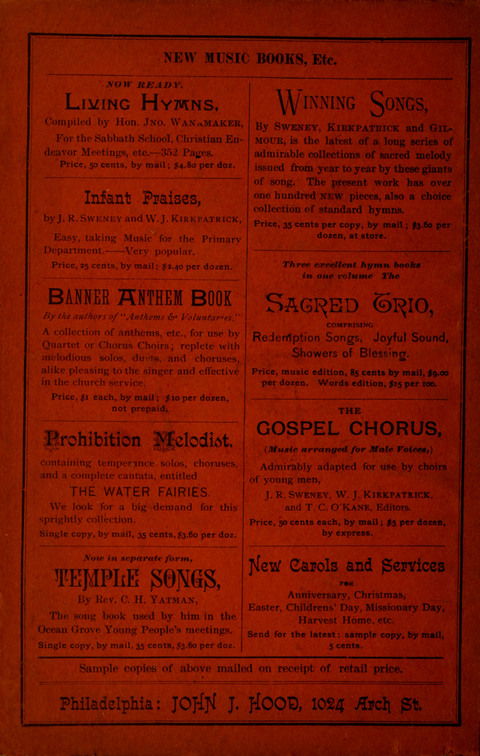 NEW MUSIC BOOKS, Etc.
NOW READY.
LIVING HYMNS,
Compiled by Hon. JNO. WANAMAKER,
For the Sabbath School, Christian En-
deavor Meetings, etc.—352 Pages.
Price, 50 cents, by mail; $4.80 per doz.
Infant Praises,
by J. R. SWENEY and W. J. KIRKPATRICK,
Easy, taking Music for the Primary
Department.——Very popular.
Price, 25 cents, by mail; $2.40 per dozen.
BANNER ANTHEM BOOK
By the authors of "Anthems & Voluntaries."
A collection of anthems, etc., for use by
Quartet or Chorus Choirs; replete with
melodious solos, duets, and choruses,
alike pleasing to the singer and effective
in the church service.
Price, $1 each, by mail; $10 per dozen,
not prepaid.
Prohibition Melodist.
containing temperance solos, choruses,
and a complete cantata, entitled
THE WATER FAIRIES.
We look for a big demand for this
sprightly collection.
Single copy, by mail, 35 cents, $3.60 per doz.
Now in separate form,
TEMPLE SONGS,
By REV. C. H. YATMAN,
The song book used by him in the
Ocean Grove Young People's meetings.
Single copy, by mail, 35 cents, $3.60 per doz.
WINNING SONGS,
By SWENEY, KIRKPATRICK and GIL-
MOUR, is the latest of a long series of
admirable collections of sacred melody
issued from year to year by these giants
of song. The present work has over
one hundred NEW pieces, also a choice
collection of standard hymns.
Price, 35 cents per copy, by mail; $3.60 per
dozen, at store.
Three excellent hymn books
in one volume The
SACRED TRIO,
COMPRISING
Redemption Songs, Joyful Sound,
Showers of Blessing.
Price, music edition, 85 cents by mail, $9.00
per dozen. Words edition, $15 per 100.
THE
GOSPEL CHORUS,
(Music arranged for Male Voices,)
Admirably adapted for use by choirs
of young men,
J. R. SWENEY, W. J. KIRKPATRICK,
and T. C. O'KANE, Editors.
Price, 50 cents each, by mail; $5 per dozen,
by express.
New Carols and Services
FOR
Anniversary, Christmas,
Easter, Childrens' Day, Missionary Day,
Harvest Home, etc.
Send for the latest: sample copy, by mail,
5 cents.
Sample copies of above mailed on receipt of retail price.
Philadelphia: JOHN J. HOOD, 1024 Arch St.